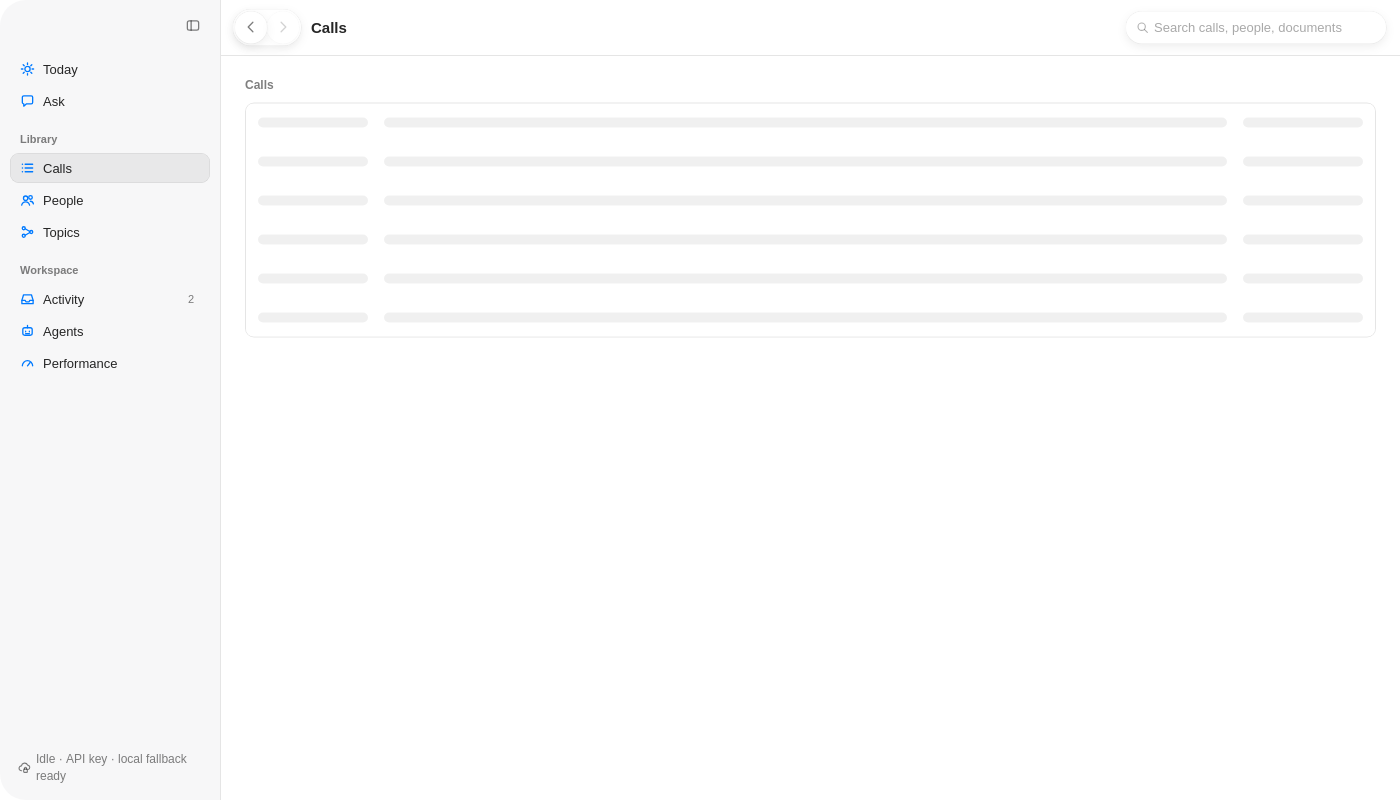 Calls
Search calls, people, documents
Today
Ask
Library
Calls
People
Topics
Workspace
Activity 2
Agents
Performance
Idle · API key · local fallback
ready
Calls